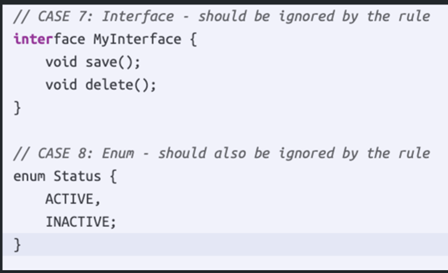 // CASE 7: Interface - should be ignored by the rule
interface MyInterface {
    void save();
    void delete();
}

// CASE 8: Enum - should also be ignored by the rule
enum Status {
    ACTIVE,
    INACTIVE;
}